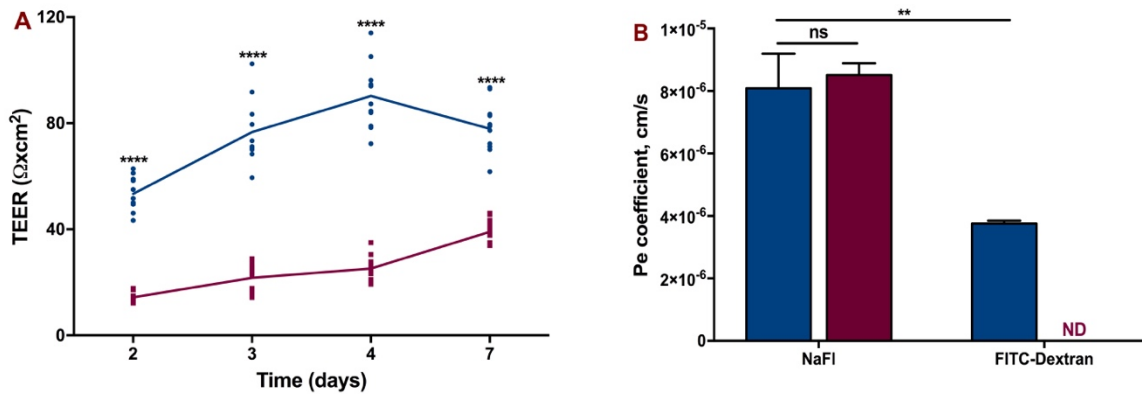 A
TEER (Ωxcm²)
120
80
40
0
****
****
****
****
2
3
4
7
Time (days)
B
Pe coefficient, cm/s
1×10⁻⁵
8×10⁻⁶
6×10⁻⁶
4×10⁻⁶
2×10⁻⁶
0
**
ns
ND
NaFl
FITC-Dextran